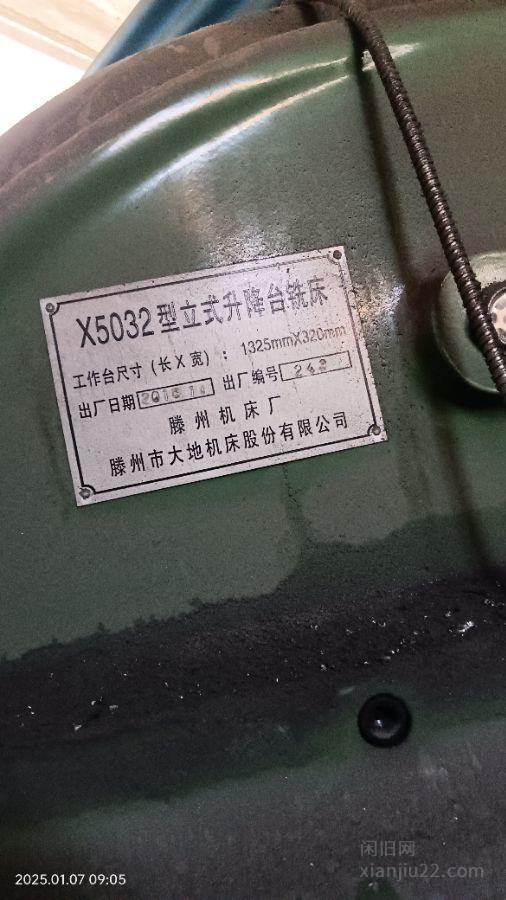 X5032型立式升降台铣床
工作台尺寸(长X宽): 1325mmX320mm
出厂日期 出厂编号
滕州机床厂
滕州市大地机床股份有限公司
闲旧网
xianjiu22.com
2025.01.07 09:05